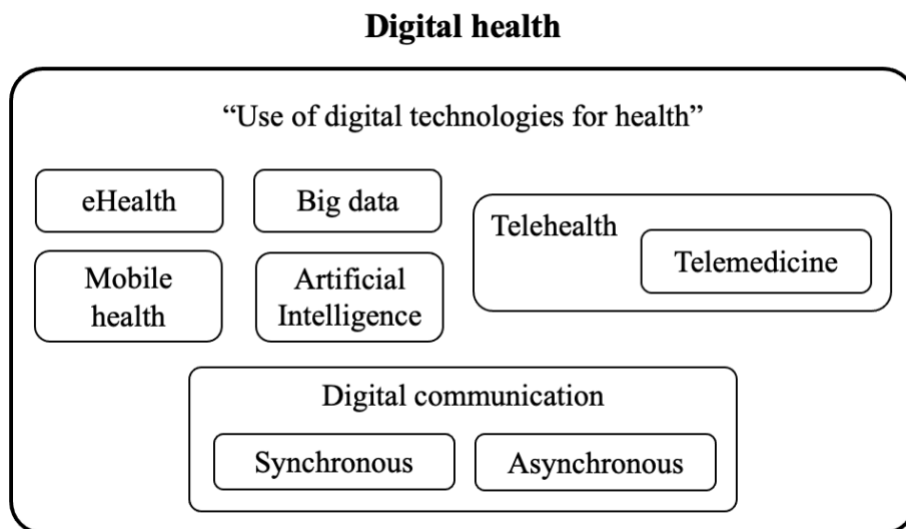 Digital health
“Use of digital technologies for health”
eHealth
Big data
Telehealth
Telemedicine
Mobile
health
Artificial
Intelligence
Digital communication
Synchronous
Asynchronous